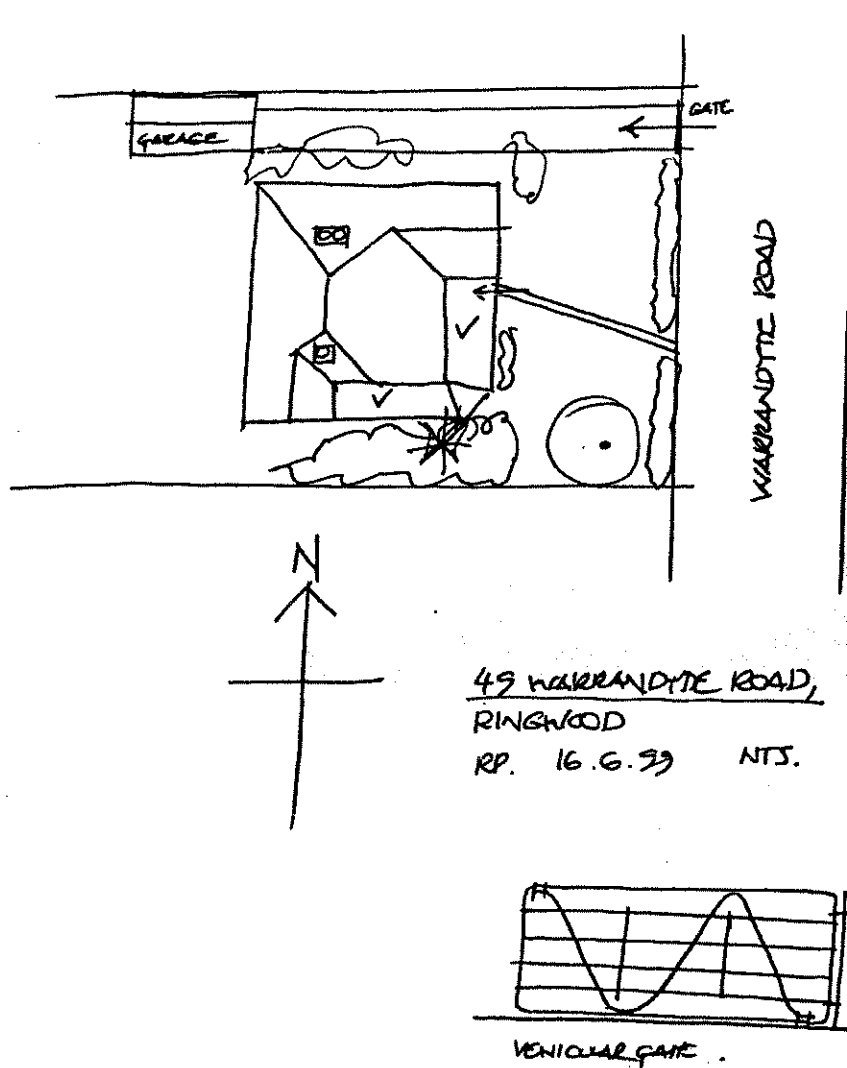 GATE
GARAGE
WARRANDYTE ROAD
N
49 WARRANDYTE ROAD,
RINGWOOD
RP. 16.6.99 NTS.
VEHICULAR GATE.